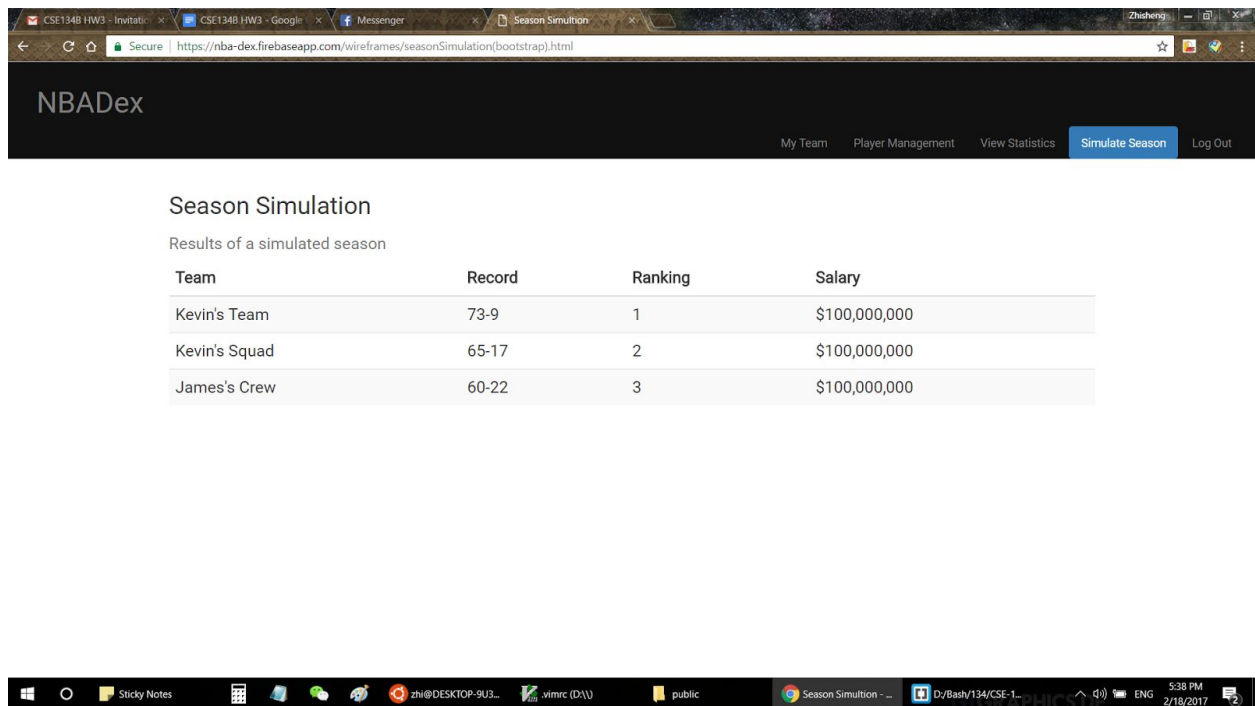 CSE134B HW3 - Invitatio CSE134B HW3 - Google Messenger Season Simultion Zhisheng
Secure https://nba-dex.firebaseapp.com/wireframes/seasonSimulation(bootstrap).html
NBADex
My Team Player Management View Statistics Simulate Season Log Out
Season Simulation
Results of a simulated season
Team Record Ranking Salary
Kevin's Team 73-9 1 $100,000,000
Kevin's Squad 65-17 2 $100,000,000
James's Crew 60-22 3 $100,000,000
Sticky Notes zhi@DESKTOP-9U3... .vimrc (D:\\) public Season Simultion - ... D:/Bash/134/CSE-1... ENG 5:38 PM
2/18/2017 2